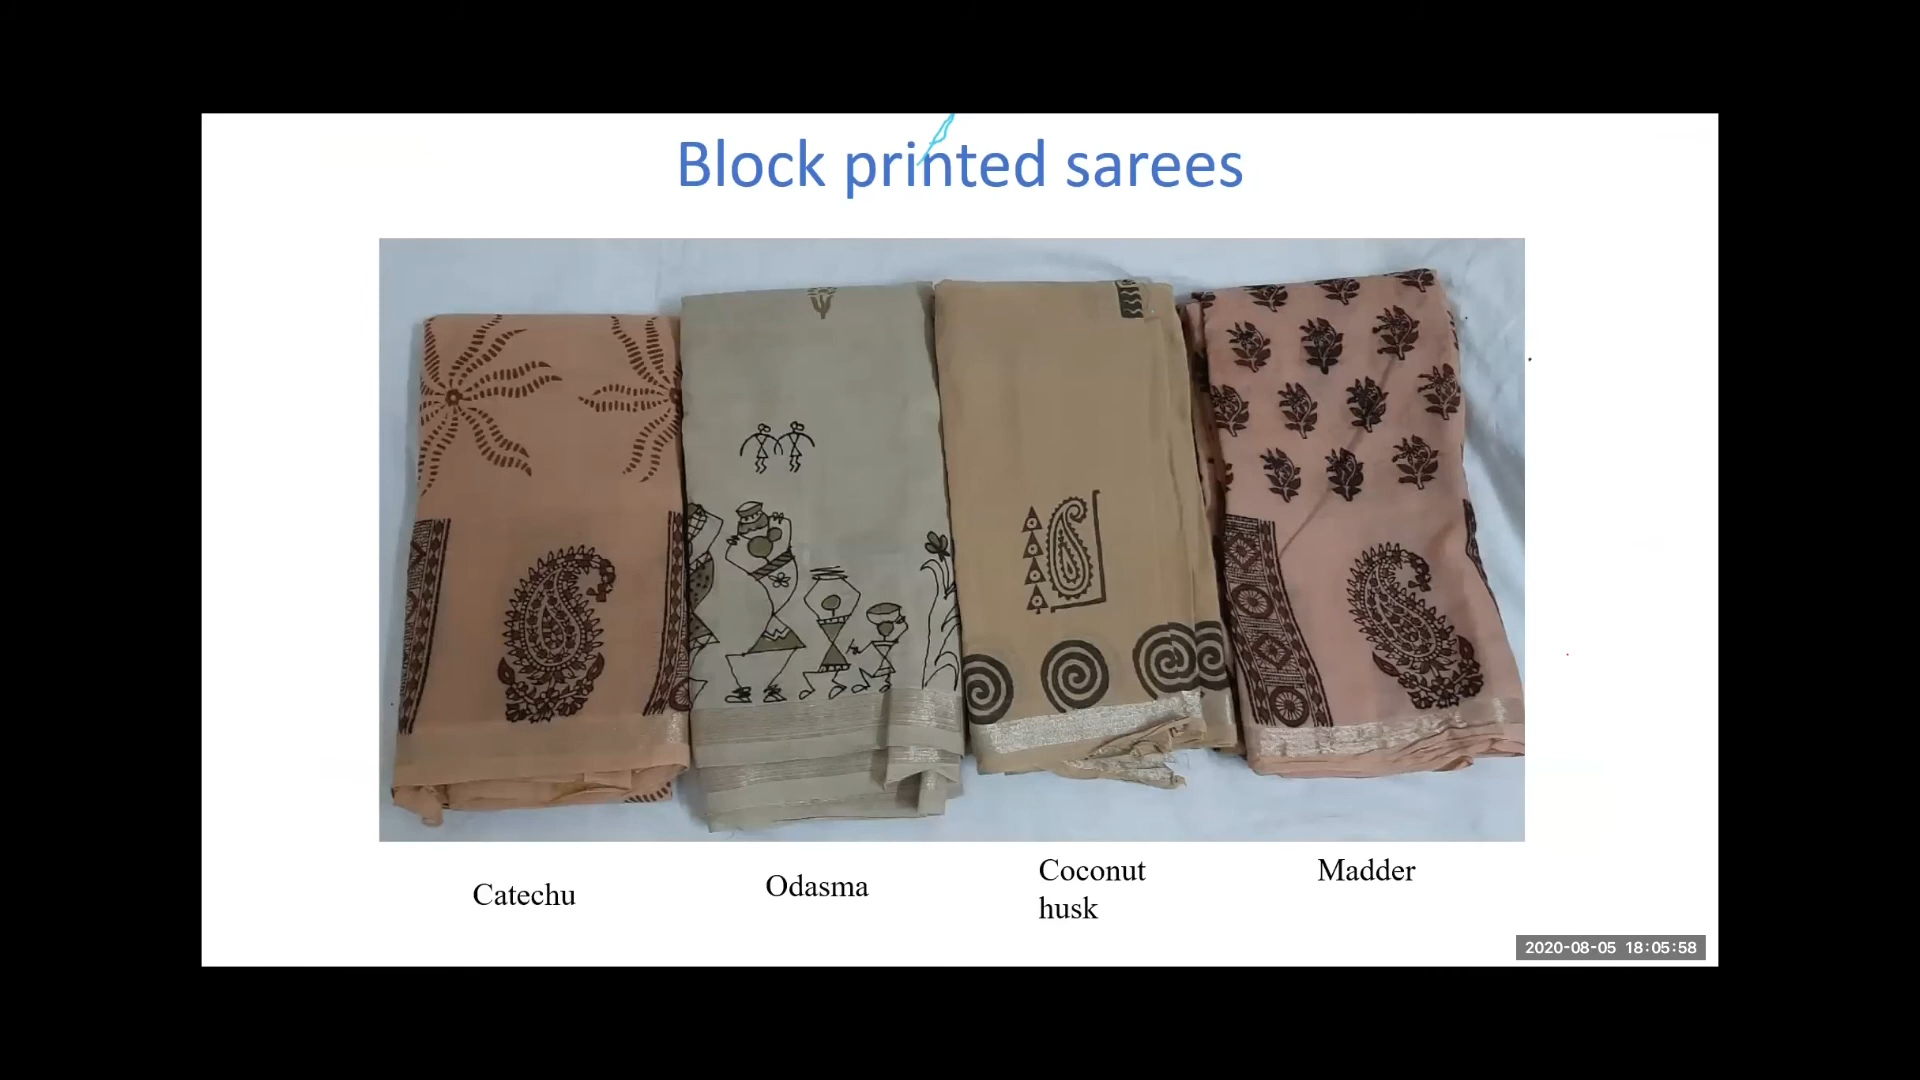 Block printed sarees
Catechu
Odasma
Coconut
husk
Madder
2020-08-05 18:05:58